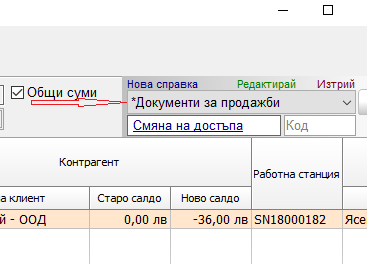 Нова справка Редактирай Изтрий
Общи суми
*Документи за продажби
Смяна на достъпа Код
Контрагент
Работна станция
а клиент Старо салдо Ново салдо
й - ООД 0,00 лв -36,00 лв SN18000182 Ясе